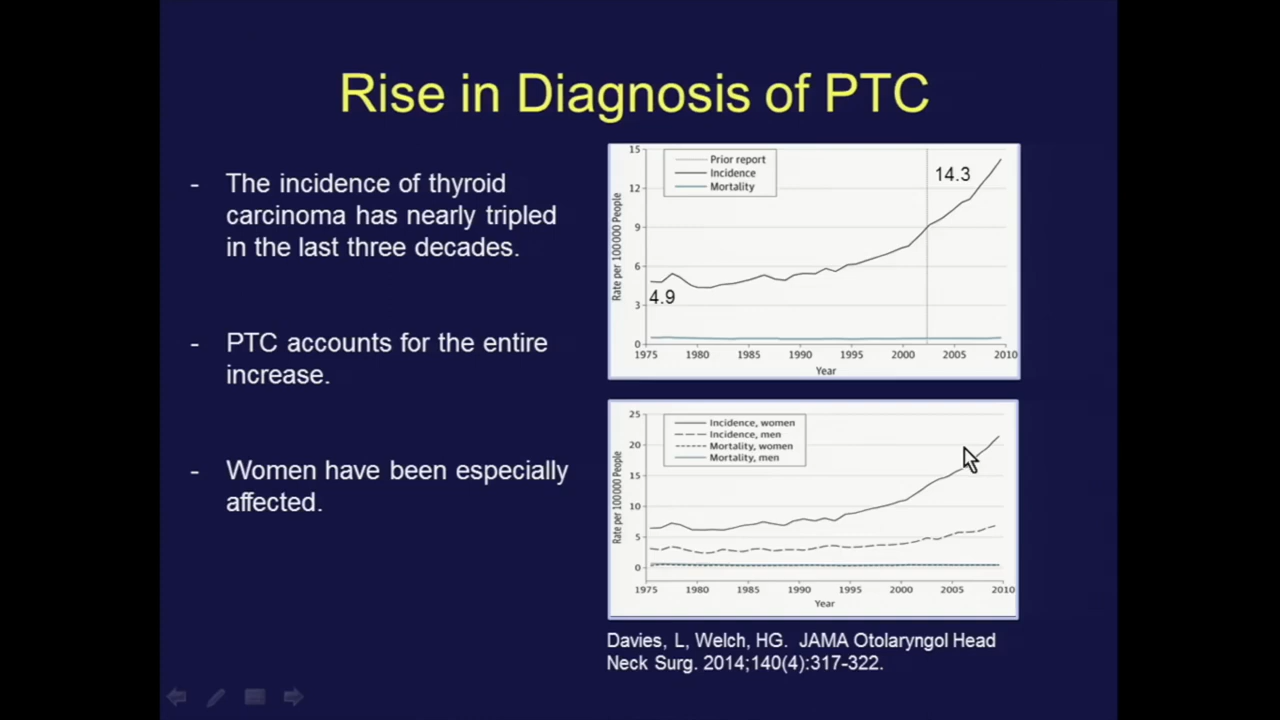 Rise in Diagnosis of PTC
- The incidence of thyroid
carcinoma has nearly tripled
in the last three decades.
- PTC accounts for the entire
increase.
- Women have been especially
affected.
15
12
9
6
3
0
Rate per 100000 People
Prior report
Incidence
Mortality
14.3
4.9
1975 1980 1985 1990 1995 2000 2005 2010
Year
25
20
15
10
5
0
Rate per 100000 People
Incidence, women
Incidence, men
Mortality, women
Mortality, men
1975 1980 1985 1990 1995 2000 2005 2010
Year
Davies, L, Welch, HG. JAMA Otolaryngol Head
Neck Surg. 2014;140(4):317-322.